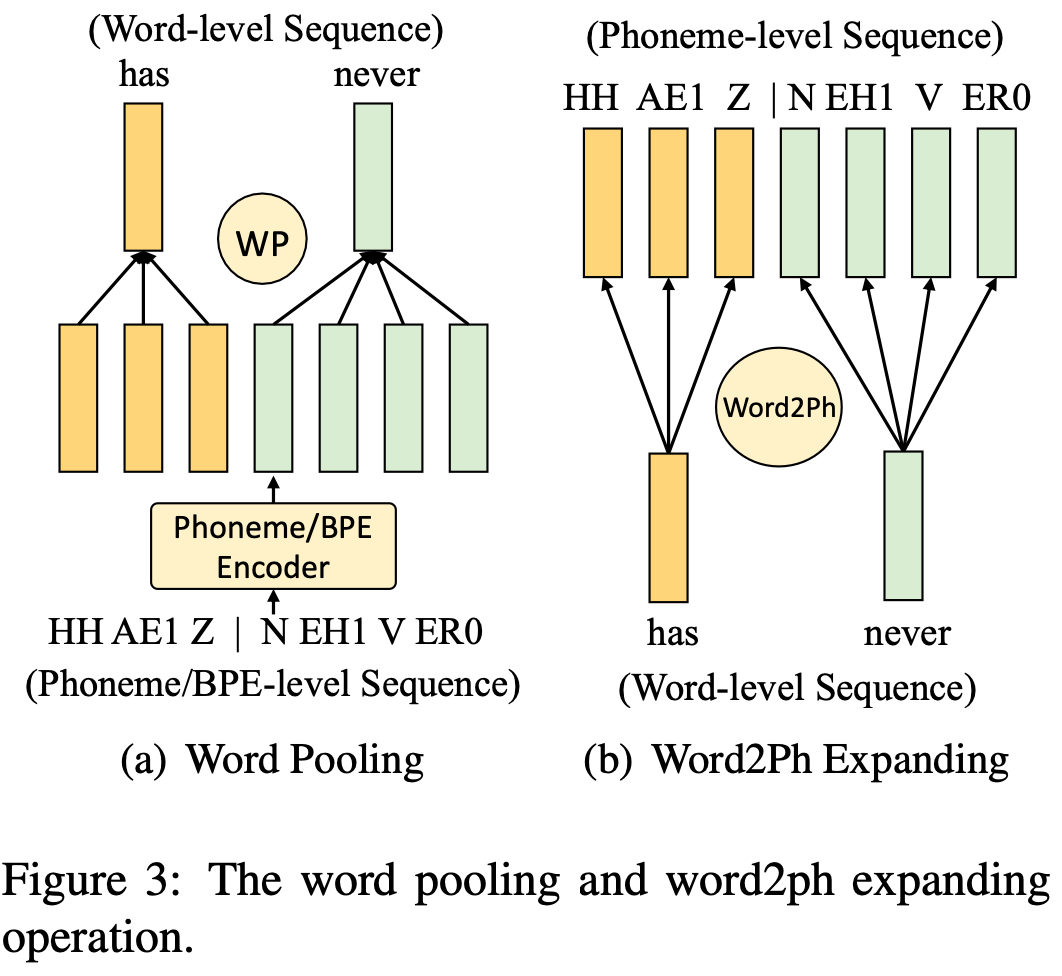 (Word-level Sequence)
has never
WP
Phoneme/BPE
Encoder
HH AE1 Z | N EH1 V ER0
(Phoneme/BPE-level Sequence)
(a) Word Pooling
(Phoneme-level Sequence)
HH AE1 Z | N EH1 V ER0
Word2Ph
has never
(Word-level Sequence)
(b) Word2Ph Expanding
Figure 3: The word pooling and word2ph expanding
operation.